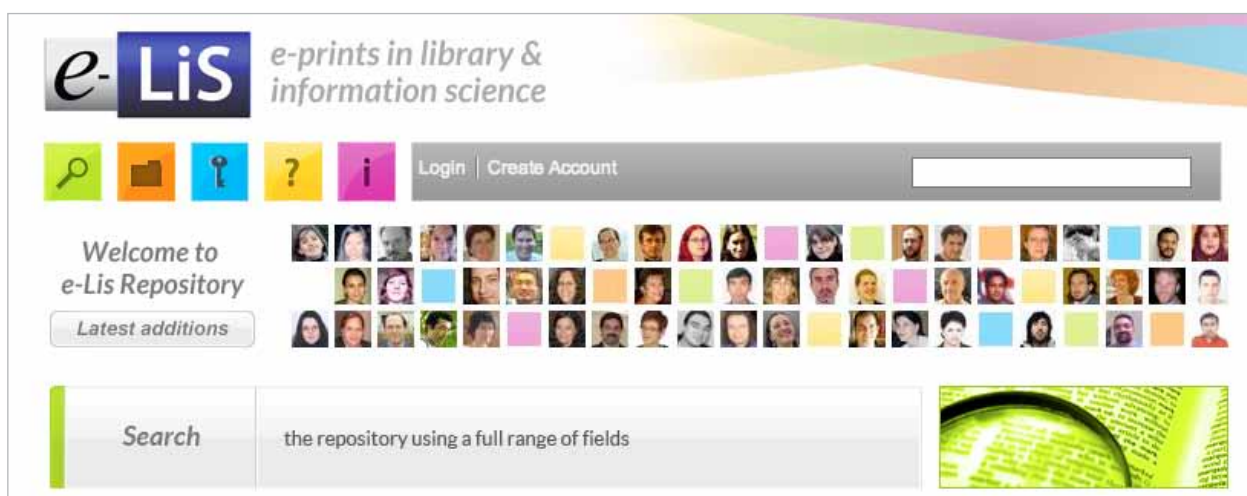 e-LiS
e-prints in library &
information science
? i Login | Create Account
Welcome to
e-Lis Repository
Latest additions
Search
the repository using a full range of fields